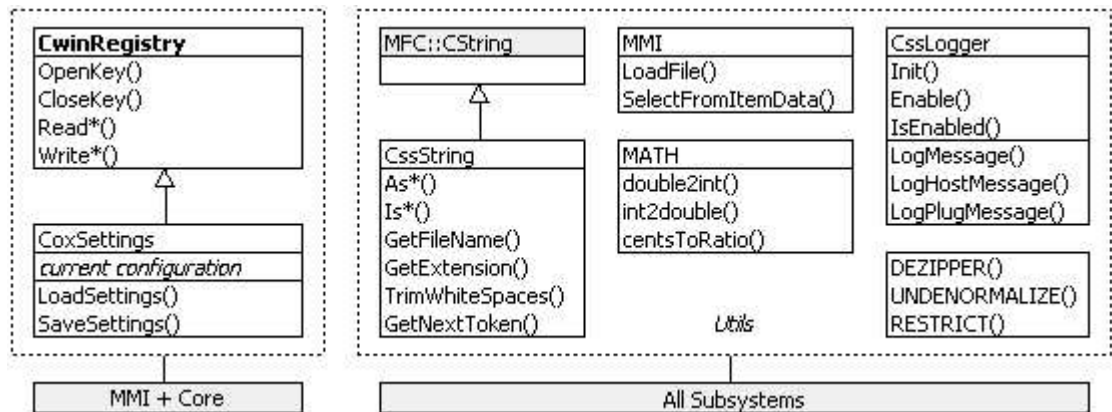 CwinRegistry
OpenKey()
CloseKey()
Read*()
Write*()
CoxSettings
current configuration
LoadSettings()
SaveSettings()
MMI + Core
MFC::CString
CssString
As*()
Is*()
GetFileName()
GetExtension()
TrimWhiteSpaces()
GetNextToken()
MMI
LoadFile()
SelectFromItemData()
MATH
double2int()
int2double()
centsToRatio()
Utils
CssLogger
Init()
Enable()
IsEnabled()
LogMessage()
LogHostMessage()
LogPlugMessage()
DEZIPPER()
UNDENORMALIZE()
RESTRICT()
All Subsystems